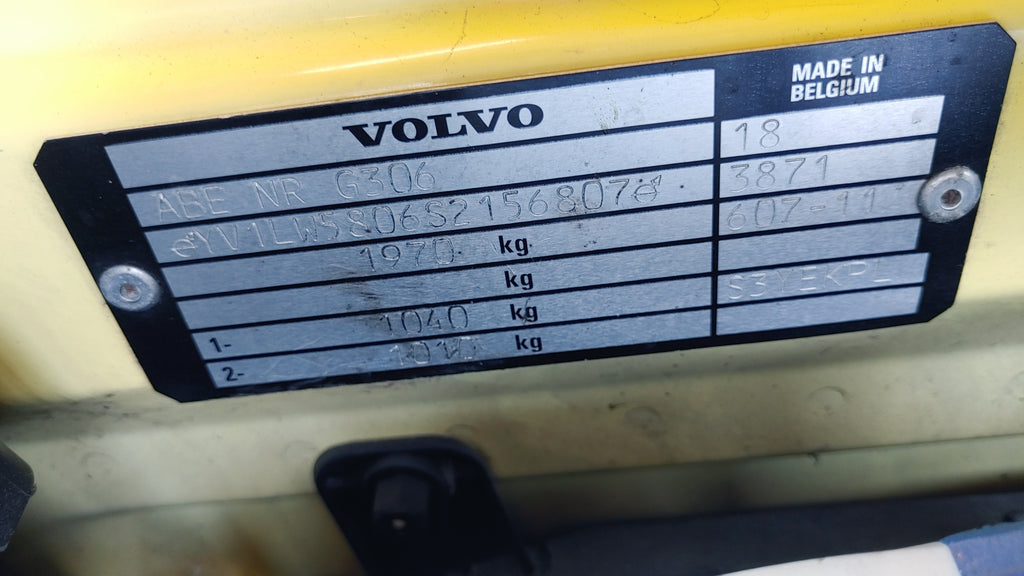 VOLVO
ABE NR G306
YV1LW5806S2156807
1970 kg
kg
1- 1040 kg
2- 1010 kg
MADE IN
BELGIUM
18
3871
607-11
S3YEKPL